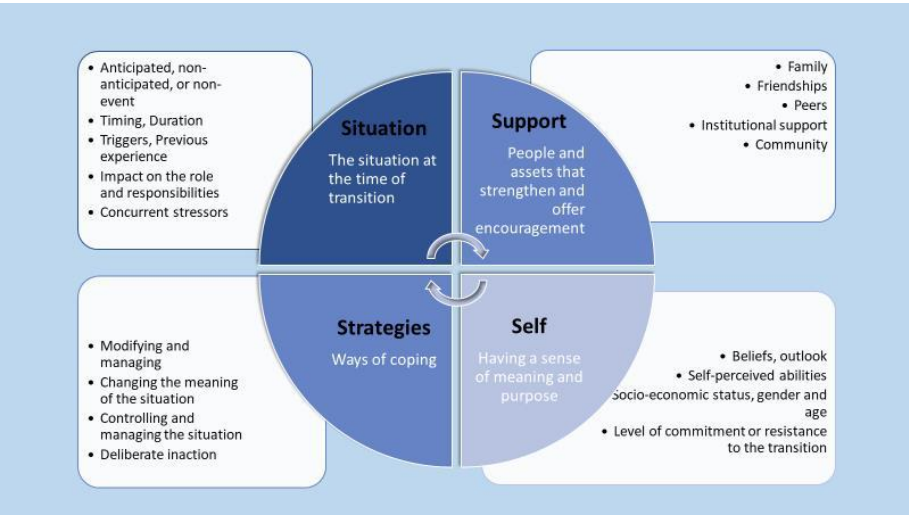 • Anticipated, non-
anticipated, or non-
event
• Timing, Duration
• Triggers, Previous
experience
• Impact on the role
and responsibilities
• Concurrent stressors
Situation
The situation at
the time of
transition
Support
People and
assets that
strengthen and
offer
encouragement
• Family
• Friendships
• Peers
• Institutional support
• Community
• Modifying and
managing
• Changing the meaning
of the situation
• Controlling and
managing the situation
• Deliberate inaction
Strategies
Ways of coping
Self
Having a sense
of meaning and
purpose
• Beliefs, outlook
• Self-perceived abilities
Socio-economic status, gender and
age
• Level of commitment or resistance
to the transition